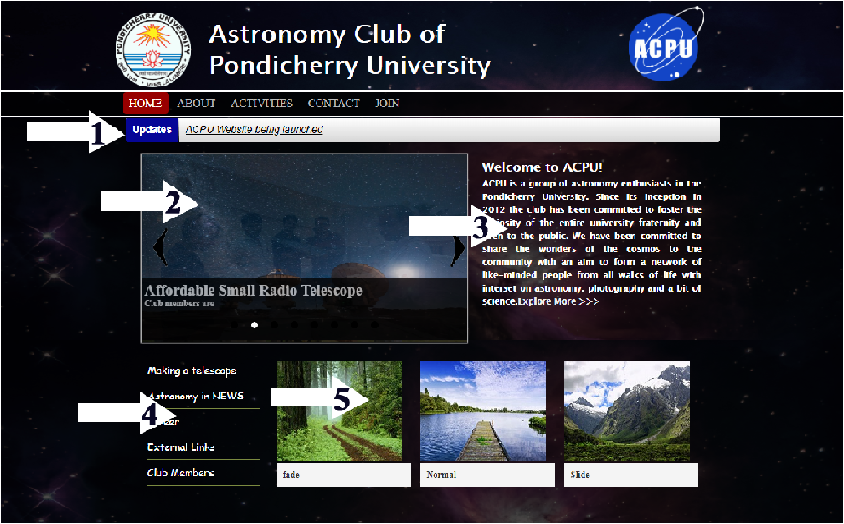 PONDICHERRY UNIVERSITY
Astronomy Club of
Pondicherry University
ACPU
HOME ABOUT ACTIVITIES CONTACT JOIN
1
Updates ACPU Website being launched
2
Affordable Small Radio Telescope
Club members are
Welcome to ACPU!
ACPU is a group of astronomy enthusiasts in the
Pondicherry University. Since its inception in
2012 the club has been committed to foster the
3
of the entire university fraternity and
to the public. We have been committed to
share the wonders of the cosmos to the
community with an aim to form a network of
like-minded people from all walks of life with
interest on astronomy, photography and a bit of
science.Explore More >>>
Making a telescope
Astronomy in NEWS
4
External Links
Club Members
5
fade
Normal
Slide